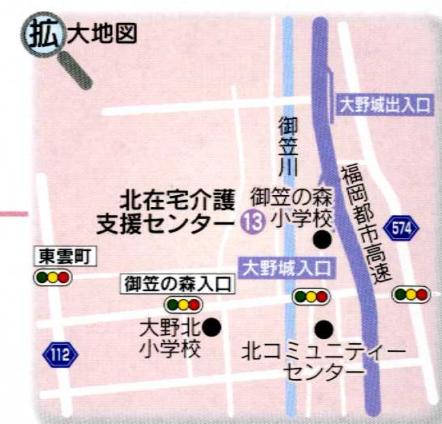 拡大地図
大野城出入口
御笠川
福岡都市高速
北在宅介護
支援センター
13
御笠の森
小学校
574
東雲町
御笠の森入口
大野城入口
大野北
小学校
112
北コミュニティー
センター